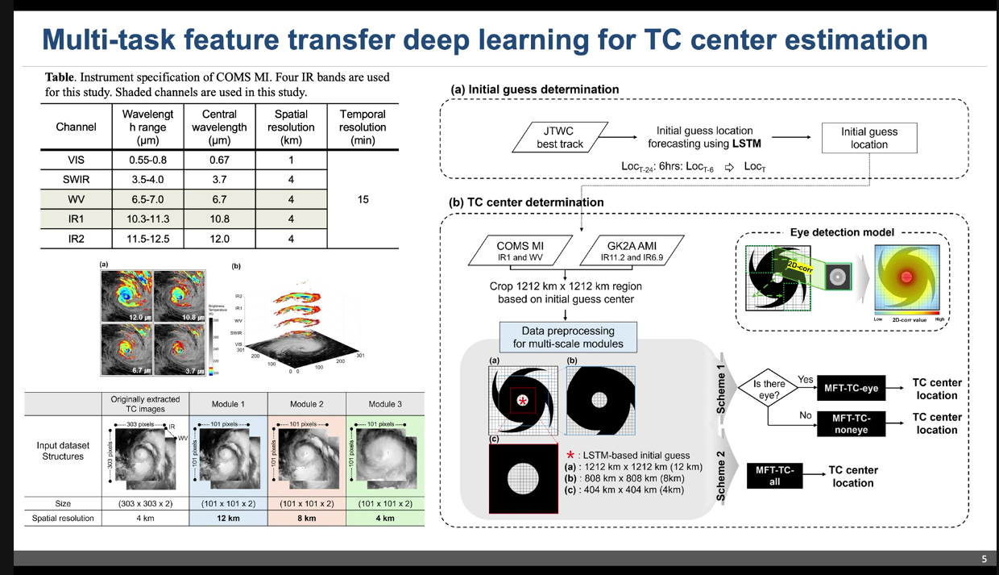 Multi-task feature transfer deep learning for TC center estimation
Table. Instrument specification of COMS MI. Four IR bands are used
for this study. Shaded channels are used in this study.
Channel
Wavelengt
h range
(μm)
Central
wavelength
(μm)
Spatial
resolution
(km)
Temporal
resolution
(min)
VIS 0.55-0.8 0.67 1
SWIR 3.5-4.0 3.7 4
WV 6.5-7.0 6.7 4
15
IR1 10.3-11.3 10.8 4
IR2 11.5-12.5 12.0 4
(a)
12.0 μm
10.8 μm
6.7 μm
3.7 μm
Brightness
Temperature
(b)
IR2
IR1
WV
SWIR
VIS
301
200
100
0 0
100
200
301
Originally extracted
TC images
Module 1
Module 2
Module 3
Input dataset
Structures
303 pixels
303 pixels
IR
WV
101 pixels
101 pixels
101 pixels
101 pixels
101 pixels
101 pixels
Size (303 x 303 x 2) (101 x 101 x 2) (101 x 101 x 2) (101 x 101 x 2)
Spatial resolution 4 km 12 km 8 km 4 km
(a) Initial guess determination
JTWC
best track
Initial guess location
forecasting using LSTM
Initial guess
location
LocT-24: 6hrs: LocT-6 ⇨ LocT
(b) TC center determination
COMS MI
IR1 and WV
GK2A AMI
IR11.2 and IR6.9
Crop 1212 km x 1212 km region
based on initial guess center
Data preprocessing
for multi-scale modules
(a)
(b)
(c)
* : LSTM-based initial guess
(a) : 1212 km x 1212 km (12 km)
(b) : 808 km x 808 km (8km)
(c) : 404 km x 404 km (4km)
Eye detection model
2D-corr
Low 2D-corr value High
Scheme 1
Is there
eye?
Yes
MFT-TC-eye
TC center
location
No
MFT-TC-
noneye
TC center
location
Scheme 2
MFT-TC-
all
TC center
location
5